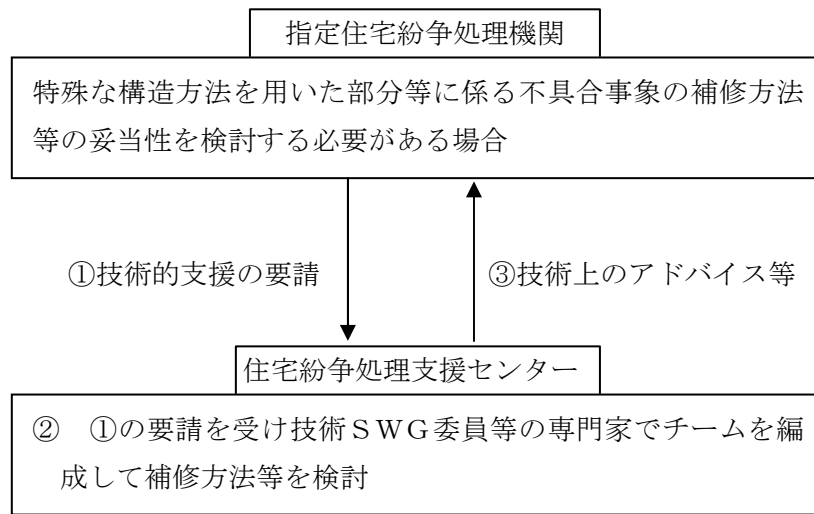 指定住宅紛争処理機関
特殊な構造方法を用いた部分等に係る不具合事象の補修方法
等の妥当性を検討する必要がある場合
①技術的支援の要請
③技術上のアドバイス等
住宅紛争処理支援センター
② ①の要請を受け技術SWG委員等の専門家でチームを編
成して補修方法等を検討